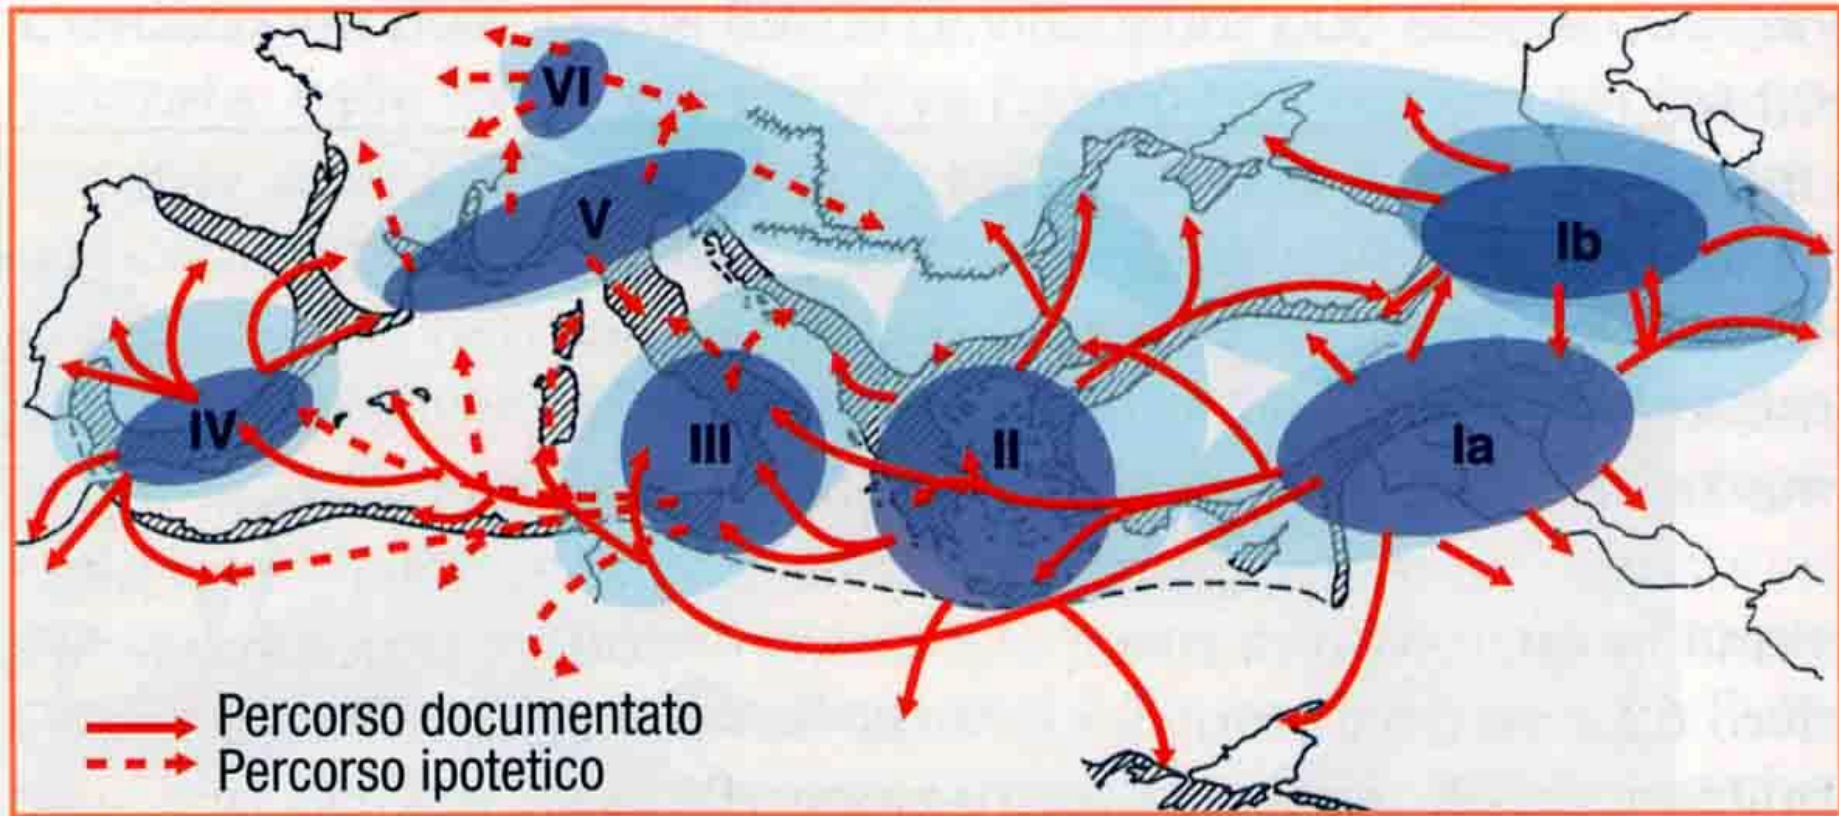 VI
V
Ib
IV
III
II
Ia
Percorso documentato
Percorso ipotetico